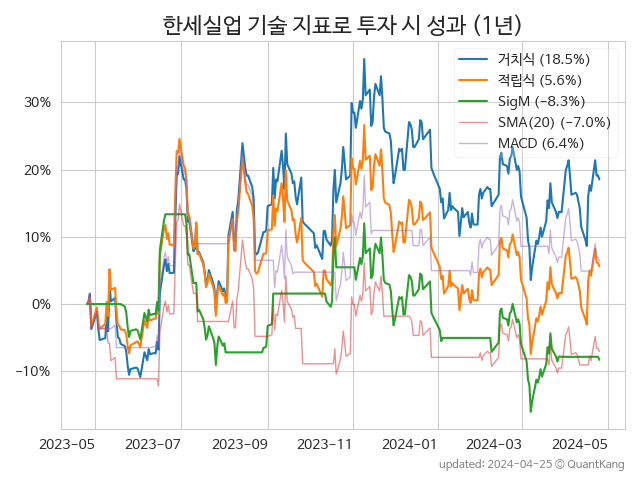 한세실업 기술 지표로 투자 시 성과 (1년)
거치식 (18.5%)
적립식 (5.6%)
SigM (−8.3%)
SMA(20) (−7.0%)
MACD (6.4%)
30%
20%
10%
0%
−10%
2023−05 2023−07 2023−09 2023−11 2024−01 2024−03 2024−05
updated: 2024−04−25 © QuantKang